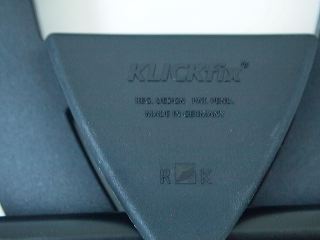 KLICKfix®
REG. DESIGN PAT. PEND.
MADE IN GERMANY
R K